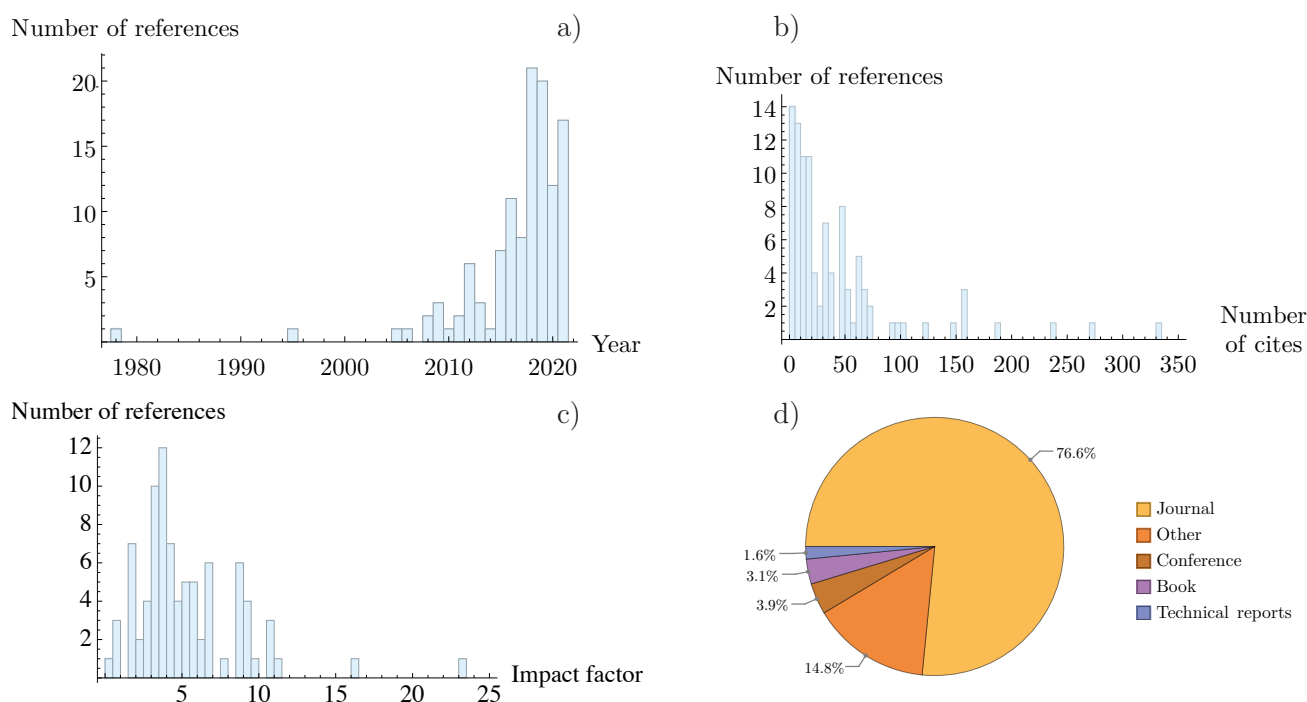 Number of references
a)
20
15
10
5
1980 1990 2000 2010 2020
Year
b)
Number of references
14
12
10
8
6
4
2
0 50 100 150 200 250 300 350
Number
of cites
Number of references
c)
12
10
8
6
4
2
5 10 15 20 25
Impact factor
d)
76.6%
1.6%
3.1%
3.9%
14.8%
Journal
Other
Conference
Book
Technical reports